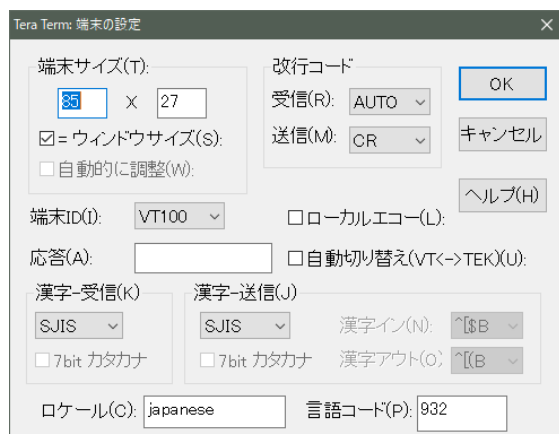 Tera Term: 端末の設定
端末サイズ(T):
85 X 27
☑= ウィンドウサイズ(S):
□自動的に調整(W):
改行コード
受信(R): AUTO
送信(M): CR
OK
キャンセル
ヘルプ(H)
端末ID(I): VT100
□ローカルエコー(L):
応答(A):
□自動切り替え(VT<->TEK)(U):
漢字-受信(K)
SJIS
□7bit カタカナ
漢字-送信(J)
SJIS
□7bit カタカナ
漢字イン(N): ^[$B
漢字アウト(O) ^[(B
ロケール(C): japanese
言語コード(P): 932